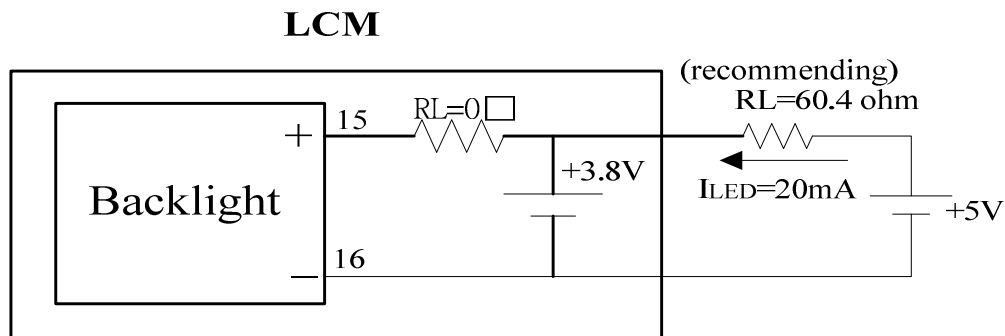 LCM
(recommending)
RL=60.4 ohm
15
RL=0□
+
+3.8V
ILED=20mA
Backlight
+5V
16
−